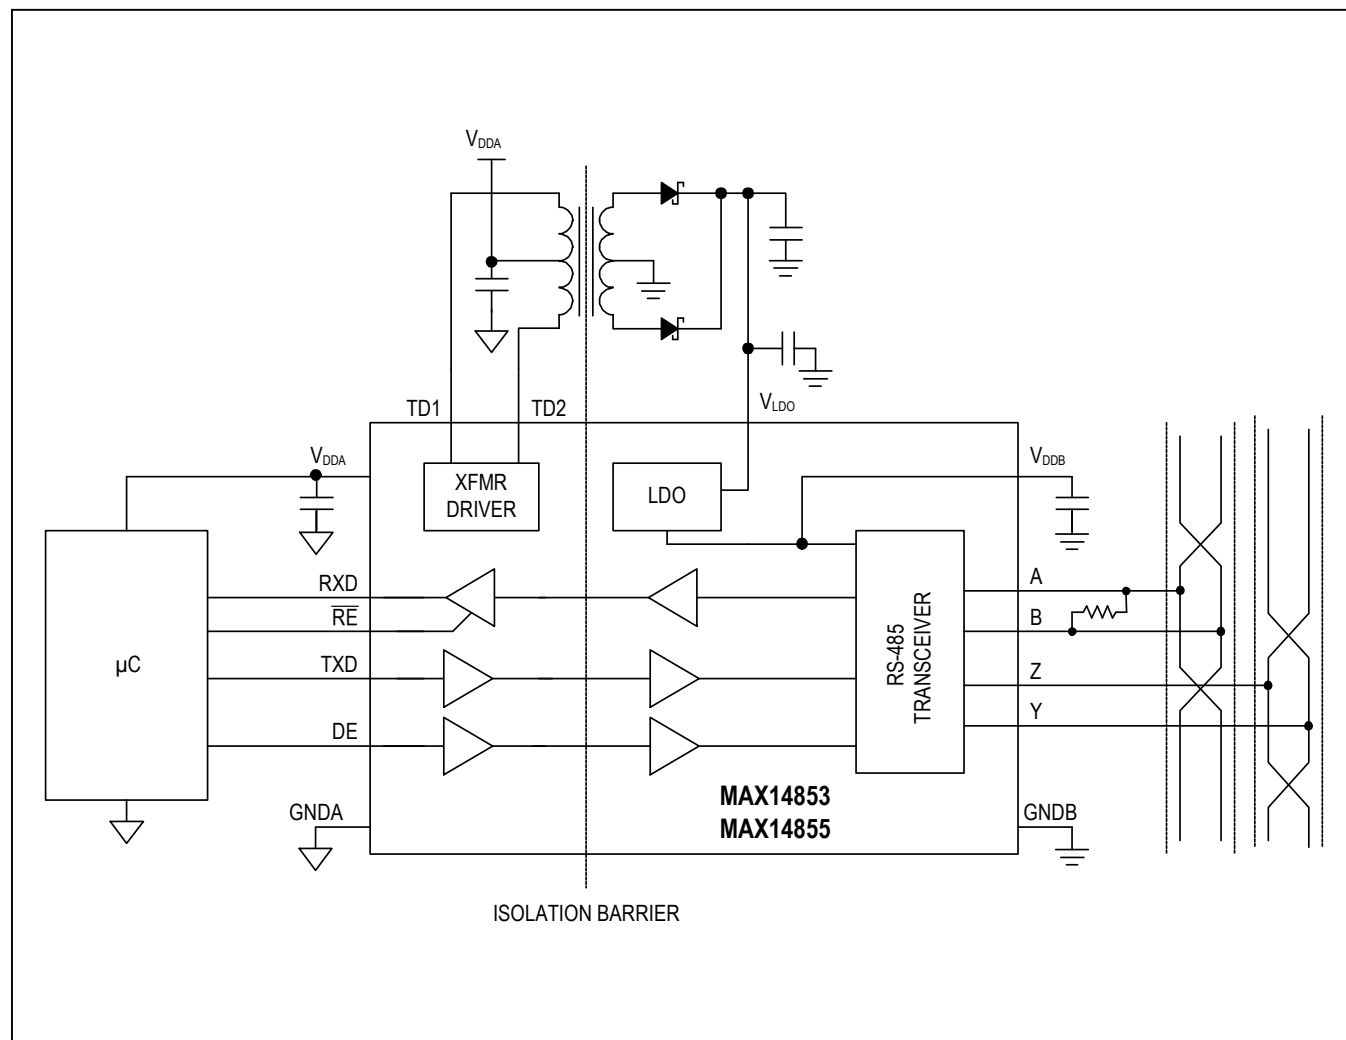 VDDA
TD1
TD2
VLDO
VDDA
XFMR
DRIVER
LDO
VDDB
RXD
RE
TXD
DE
µC
A
B
Z
Y
RS-485
TRANSCEIVER
MAX14853
MAX14855
GNDA
GNDB
ISOLATION BARRIER